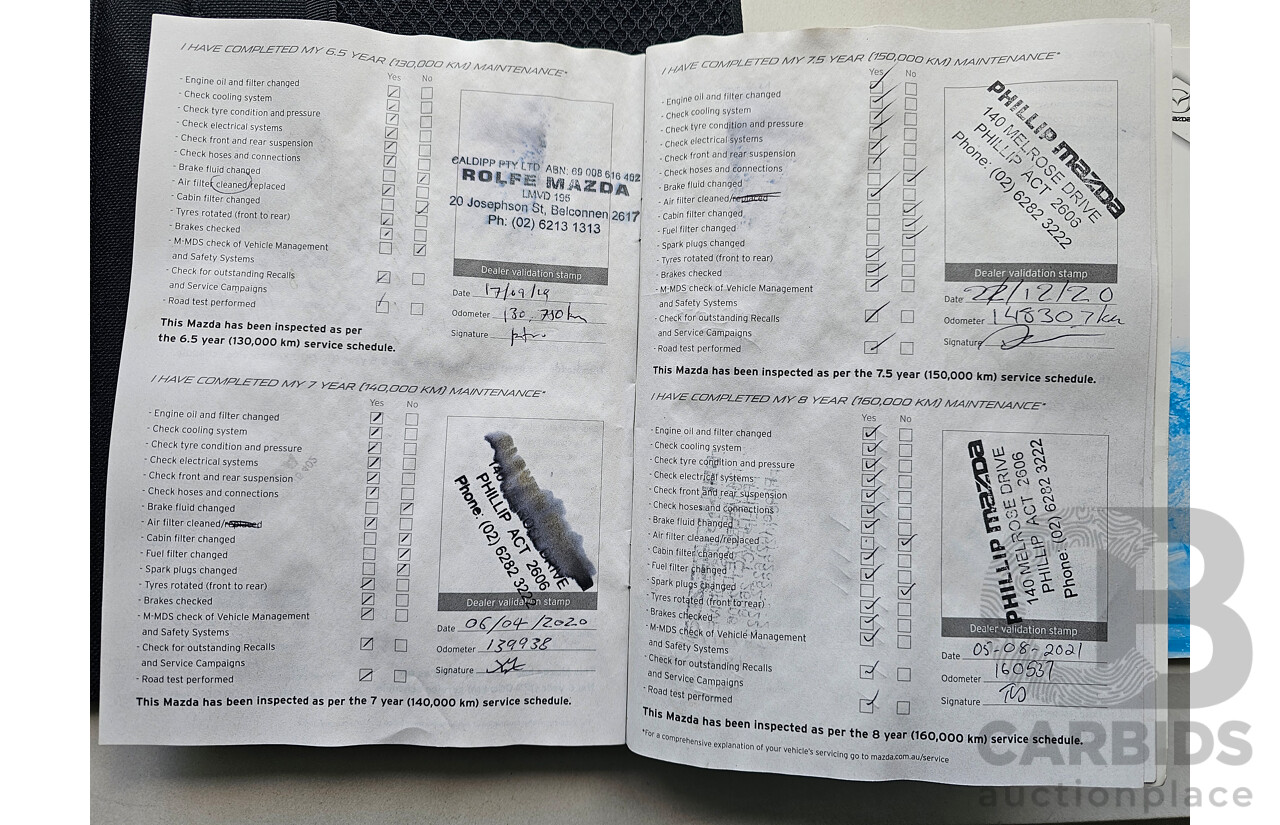 I HAVE COMPLETED MY 6.5 YEAR (130,000 KM) MAINTENANCE*
Yes No
- Engine oil and filter changed
- Check cooling system
- Check tyre condition and pressure
- Check electrical systems
- Check front and rear suspension
- Check hoses and connections
- Brake fluid changed
- Air filter cleaned/replaced
- Cabin filter changed
- Tyres rotated (front to rear)
- Brakes checked
- M-MDS check of Vehicle Management
and Safety Systems
- Check for outstanding Recalls
and Service Campaigns
- Road test performed
This Mazda has been inspected as per
the 6.5 year (130,000 km) service schedule.
CALDIPP PTY LTD ABN: 69 008 616 402
ROLFE MAZDA
LMVD 195
20 Josephson St, Belconnen 2617
Ph: (02) 6213 1313
Dealer validation stamp
Date 17/09/19
Odometer 130,750 km
Signature
I HAVE COMPLETED MY 7 YEAR (140,000 KM) MAINTENANCE*
Yes No
- Engine oil and filter changed
- Check cooling system
- Check tyre condition and pressure
- Check electrical systems
- Check front and rear suspension
- Check hoses and connections
- Brake fluid changed
- Air filter cleaned/replaced
- Cabin filter changed
- Fuel filter changed
- Spark plugs changed
- Tyres rotated (front to rear)
- Brakes checked
- M-MDS check of Vehicle Management
and Safety Systems
- Check for outstanding Recalls
and Service Campaigns
- Road test performed
This Mazda has been inspected as per the 7 year (140,000 km) service schedule.
140 DRIVE
PHILLIP ACT 2606
Phone: (02) 6282 3222
Dealer validation stamp
Date 06/04/2020
Odometer 139938
Signature
I HAVE COMPLETED MY 7.5 YEAR (150,000 KM) MAINTENANCE*
Yes No
- Engine oil and filter changed
- Check cooling system
- Check tyre condition and pressure
- Check electrical systems
- Check front and rear suspension
- Check hoses and connections
- Brake fluid changed
- Air filter cleaned/replaced
- Cabin filter changed
- Fuel filter changed
- Spark plugs changed
- Tyres rotated (front to rear)
- Brakes checked
- M-MDS check of Vehicle Management
and Safety Systems
- Check for outstanding Recalls
and Service Campaigns
- Road test performed
This Mazda has been inspected as per the 7.5 year (150,000 km) service schedule.
PHILLIP mazda
140 MELROSE DRIVE
PHILLIP ACT 2606
Phone: (02) 6282 3222
Dealer validation stamp
Date 22/12/20
Odometer 148307km
Signature
I HAVE COMPLETED MY 8 YEAR (160,000 KM) MAINTENANCE*
Yes No
- Engine oil and filter changed
- Check cooling system
- Check tyre condition and pressure
- Check electrical systems
- Check front and rear suspension
- Check hoses and connections
- Brake fluid changed
- Air filter cleaned/replaced
- Cabin filter changed
- Fuel filter changed
- Spark plugs changed
- Tyres rotated (front to rear)
- Brakes checked
- M-MDS check of Vehicle Management
and Safety Systems
- Check for outstanding Recalls
and Service Campaigns
- Road test performed
This Mazda has been inspected as per the 8 year (160,000 km) service schedule.
*For a comprehensive explanation of your vehicle's servicing go to mazda.com.au/service
PHILLIP mazda
140 MELROSE DRIVE
PHILLIP ACT 2606
Phone: (02) 6282 3222
Dealer validation stamp
Date 05-08-2021
Odometer 160537
Signature
CARBIDS
auctionplace